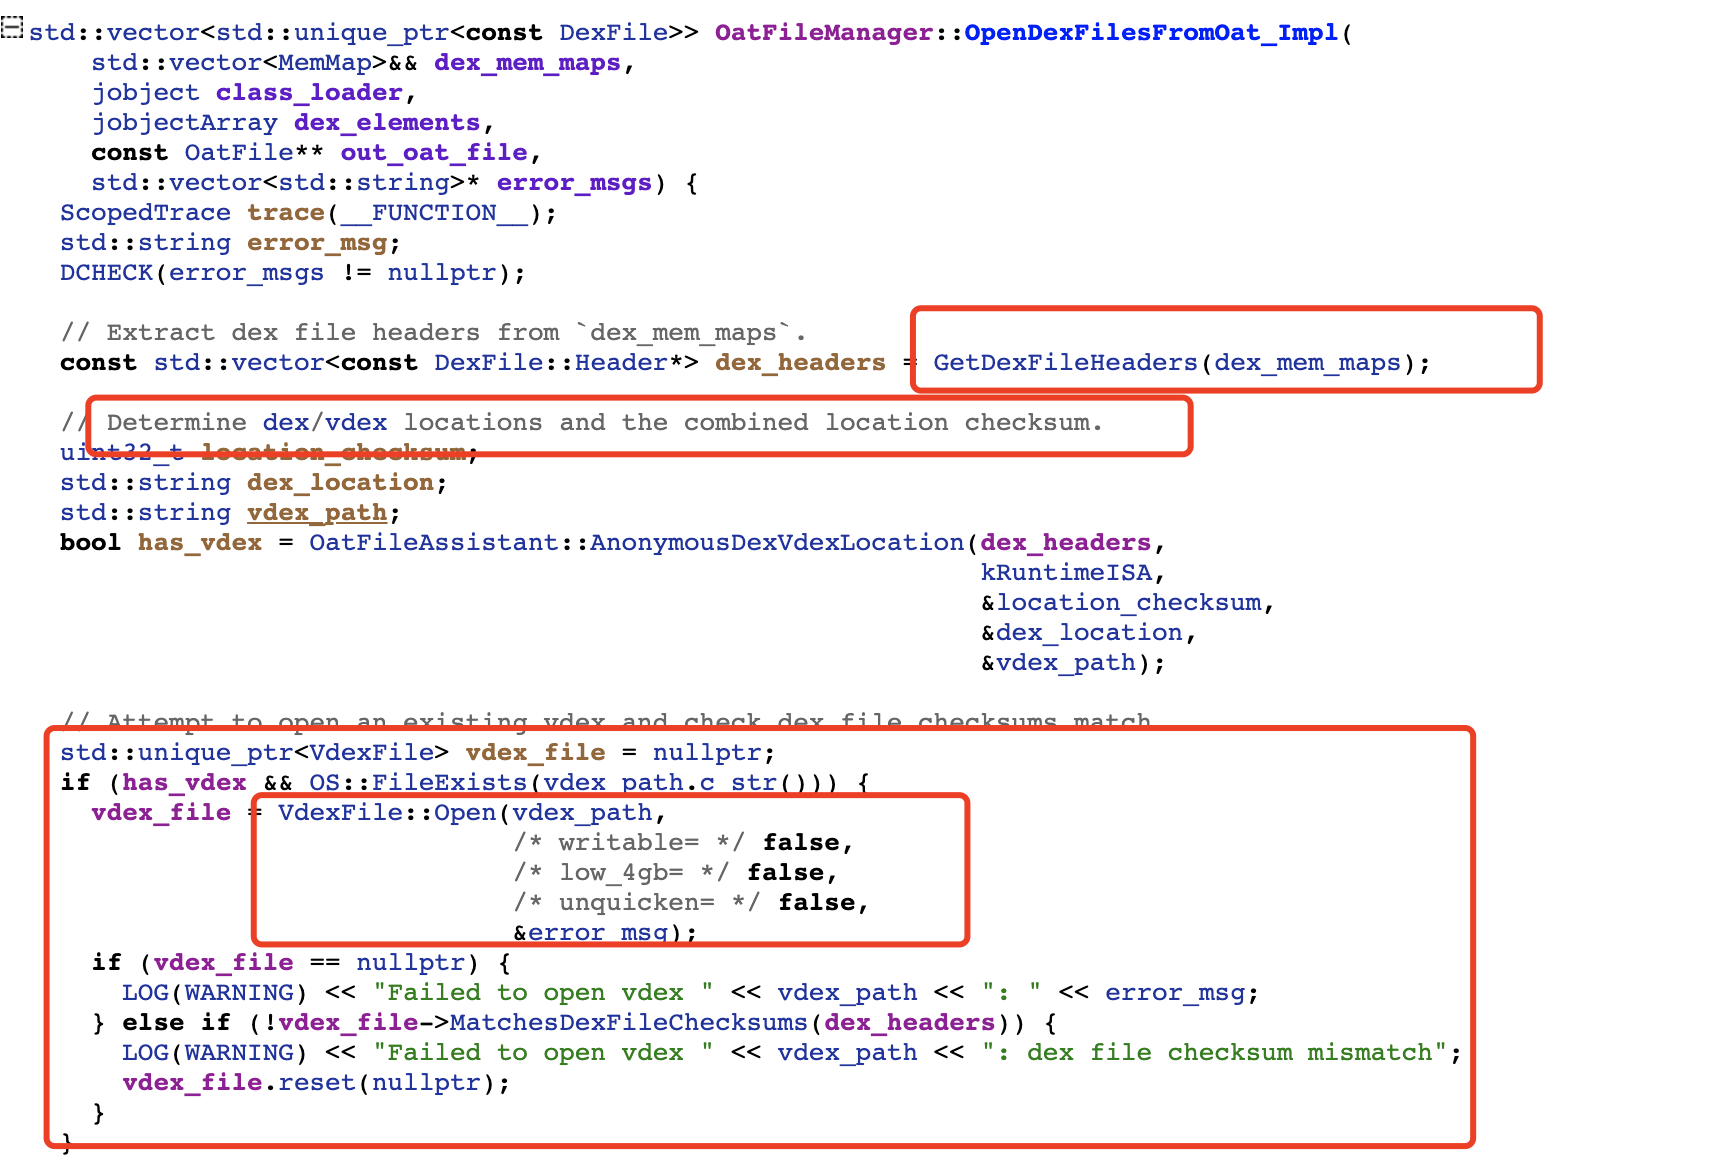 std::vector<std::unique_ptr<const DexFile>> OatFileManager::OpenDexFilesFromOat_Impl(
    std::vector<MemMap>&& dex_mem_maps,
    jobject class_loader,
    jobjectArray dex_elements,
    const OatFile** out_oat_file,
    std::vector<std::string>* error_msgs) {
  ScopedTrace trace(__FUNCTION__);
  std::string error_msg;
  DCHECK(error_msgs != nullptr);
  // Extract dex file headers from `dex_mem_maps`.
  const std::vector<const DexFile::Header*> dex_headers = GetDexFileHeaders(dex_mem_maps);
  // Determine dex/vdex locations and the combined location checksum.
  uint32_t location_checksum;
  std::string dex_location;
  std::string vdex_path;
  bool has_vdex = OatFileAssistant::AnonymousDexVdexLocation(dex_headers,
                                                             kRuntimeISA,
                                                             &location_checksum,
                                                             &dex_location,
                                                             &vdex_path);
  // Attempt to open an existing vdex and check dex file checksums match
  std::unique_ptr<VdexFile> vdex_file = nullptr;
  if (has_vdex && OS::FileExists(vdex_path.c_str())) {
    vdex_file = VdexFile::Open(vdex_path,
                               /* writable= */ false,
                               /* low_4gb= */ false,
                               /* unquicken= */ false,
                               &error_msg);
    if (vdex_file == nullptr) {
      LOG(WARNING) << "Failed to open vdex " << vdex_path << ": " << error_msg;
    } else if (!vdex_file->MatchesDexFileChecksums(dex_headers)) {
      LOG(WARNING) << "Failed to open vdex " << vdex_path << ": dex file checksum mismatch";
      vdex_file.reset(nullptr);
    }
  }